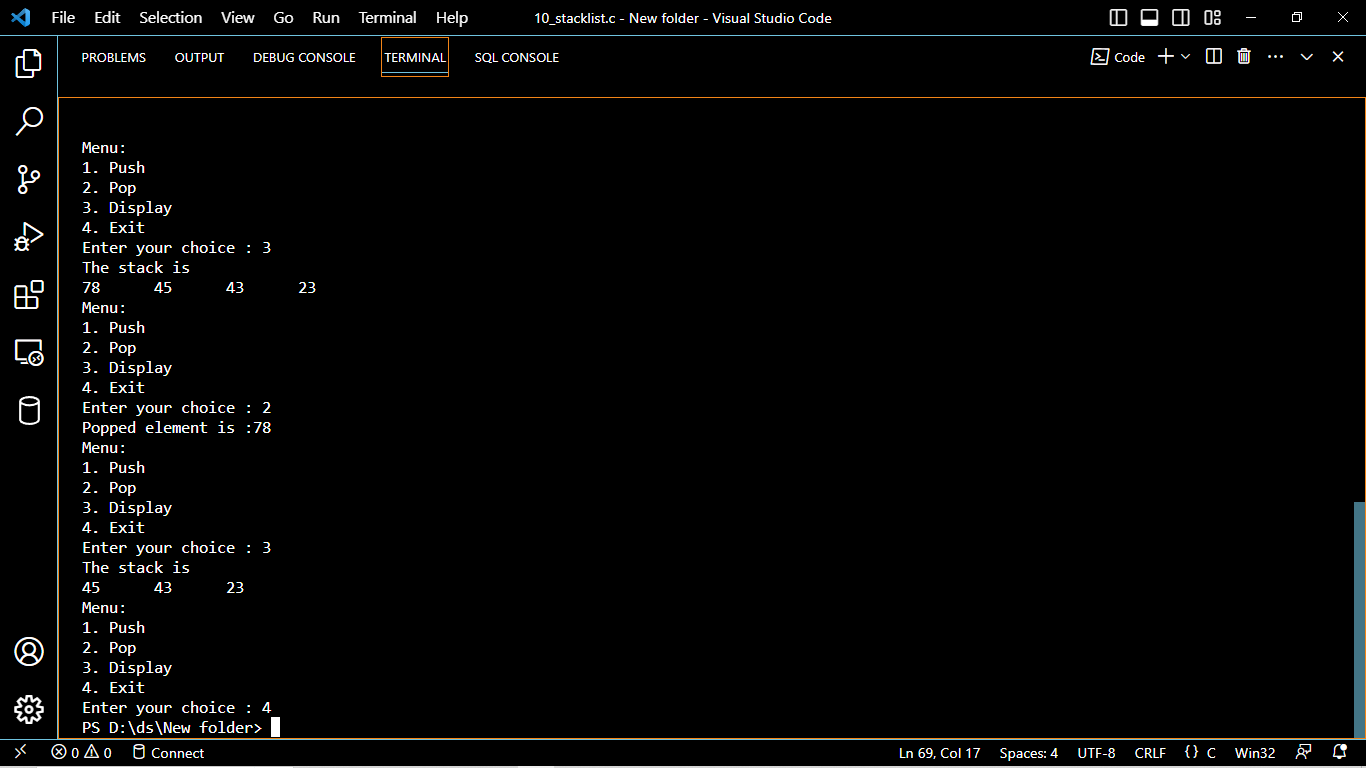 File Edit Selection View Go Run Terminal Help 10_stacklist.c - New folder - Visual Studio Code
PROBLEMS OUTPUT DEBUG CONSOLE TERMINAL SQL CONSOLE Code
Menu:
1. Push
2. Pop
3. Display
4. Exit
Enter your choice : 3
The stack is
78 45 43 23
Menu:
1. Push
2. Pop
3. Display
4. Exit
Enter your choice : 2
Popped element is :78
Menu:
1. Push
2. Pop
3. Display
4. Exit
Enter your choice : 3
The stack is
45 43 23
Menu:
1. Push
2. Pop
3. Display
4. Exit
Enter your choice : 4
PS D:\ds\New folder>
0 0 Connect Ln 69, Col 17 Spaces: 4 UTF-8 CRLF {} C Win32